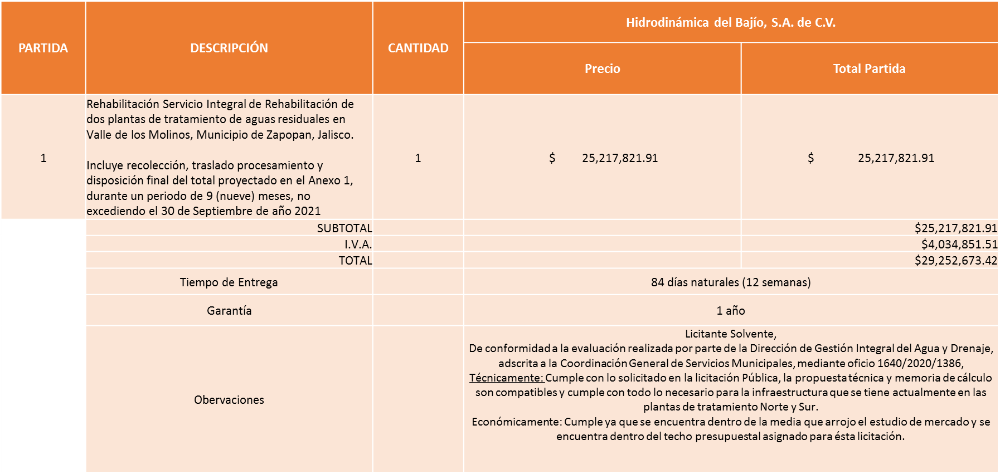 PARTIDA
DESCRIPCIÓN
CANTIDAD
Hidrodinámica del Bajío, S.A. de C.V.
Precio
Total Partida
1
Rehabilitación Servicio Integral de Rehabilitación de
dos plantas de tratamiento de aguas residuales en
Valle de los Molinos, Municipio de Zapopan, Jalisco.
Incluye recolección, traslado procesamiento y
disposición final del total proyectado en el Anexo 1,
durante un periodo de 9 (nueve) meses, no
excediendo el 30 de Septiembre de año 2021
1
$ 25,217,821.91
$ 25,217,821.91
SUBTOTAL
$25,217,821.91
I.V.A.
$4,034,851.51
TOTAL
$29,252,673.42
Tiempo de Entrega
84 días naturales (12 semanas)
Garantía
1 año
Obervaciones
Licitante Solvente,
De conformidad a la evaluación realizada por parte de la Dirección de Gestión Integral del Agua y Drenaje,
adscrita a la Coordinación General de Servicios Municipales, mediante oficio 1640/2020/1386,
Técnicamente: Cumple con lo solicitado en la licitación Pública, la propuesta técnica y memoria de cálculo
son compatibles y cumple con todo lo necesario para la infraestructura que se tiene actualmente en las
plantas de tratamiento Norte y Sur.
Económicamente: Cumple ya que se encuentra dentro de la media que arrojo el estudio de mercado y se
encuentra dentro del techo presupuestal asignado para ésta licitación.